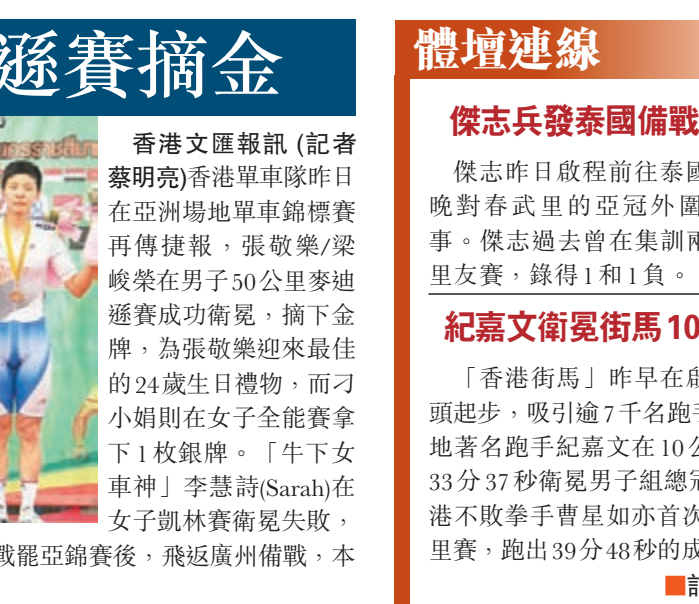 遜賽摘金
香港文匯報訊 (記者
蔡明亮)香港單車隊昨日
在亞洲場地單車錦標賽
再傳捷報，張敬樂/梁
峻榮在男子50公里麥迪
遜賽成功衛冕，摘下金
牌，為張敬樂迎來最佳
的24歲生日禮物，而刁
小娟則在女子全能賽拿
下1枚銀牌。「牛下女
車神」李慧詩(Sarah)在
女子凱林賽衛冕失敗，
戰罷亞錦賽後，飛返廣州備戰，本
體壇連線
傑志兵發泰國備戰
傑志昨日啟程前往泰國
晚對春武里的亞冠外圍
事。傑志過去曾在集訓兩
里友賽，錄得1和1負。
紀嘉文衛冕街馬10
「香港街馬」昨早在啟
頭起步，吸引逾7千名跑手
地著名跑手紀嘉文在10公
33分37秒衛冕男子組總冠
港不敗拳手曹星如亦首次
里賽，跑出39分48秒的成
■記